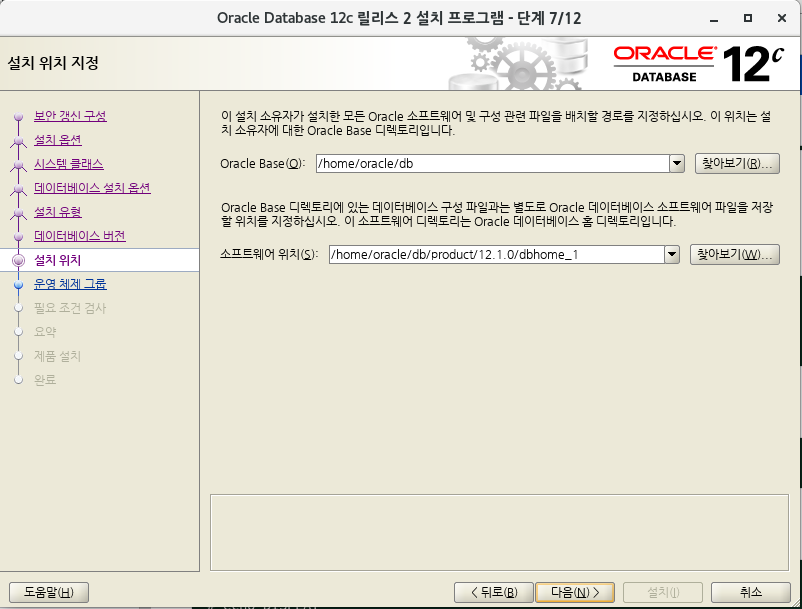 Oracle Database 12c 릴리스 2 설치 프로그램 - 단계 7/12
설치 위치 지정
ORACLE
DATABASE
12c
보안 갱신 구성
설치 옵션
시스템 클래스
데이터베이스 설치 옵션
설치 유형
데이터베이스 버전
설치 위치
운영 체제 그룹
필요 조건 검사
요약
제품 설치
완료
이 설치 소유자가 설치한 모든 Oracle 소프트웨어 및 구성 관련 파일을 배치할 경로를 지정하십시오. 이 위치는 설
치 소유자에 대한 Oracle Base 디렉토리입니다.
Oracle Base(O): /home/oracle/db 찾아보기(R)...
Oracle Base 디렉토리에 있는 데이터베이스 구성 파일과는 별도로 Oracle 데이터베이스 소프트웨어 파일을 저장
할 위치를 지정하십시오. 이 소프트웨어 디렉토리는 Oracle 데이터베이스 홈 디렉토리입니다.
소프트웨어 위치(S): /home/oracle/db/product/12.1.0/dbhome_1 찾아보기(W)...
도움말(H) < 뒤로(B) 다음(N) > 설치(I) 취소